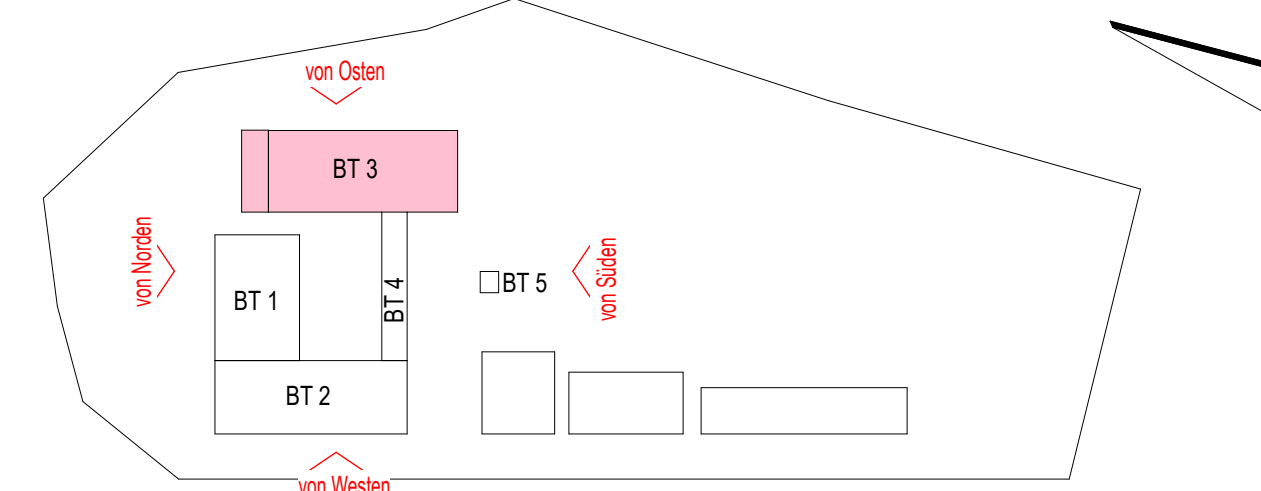 von Osten
BT 3
von Norden
BT 1
BT 4
BT 5
von Süden
BT 2
von Westen